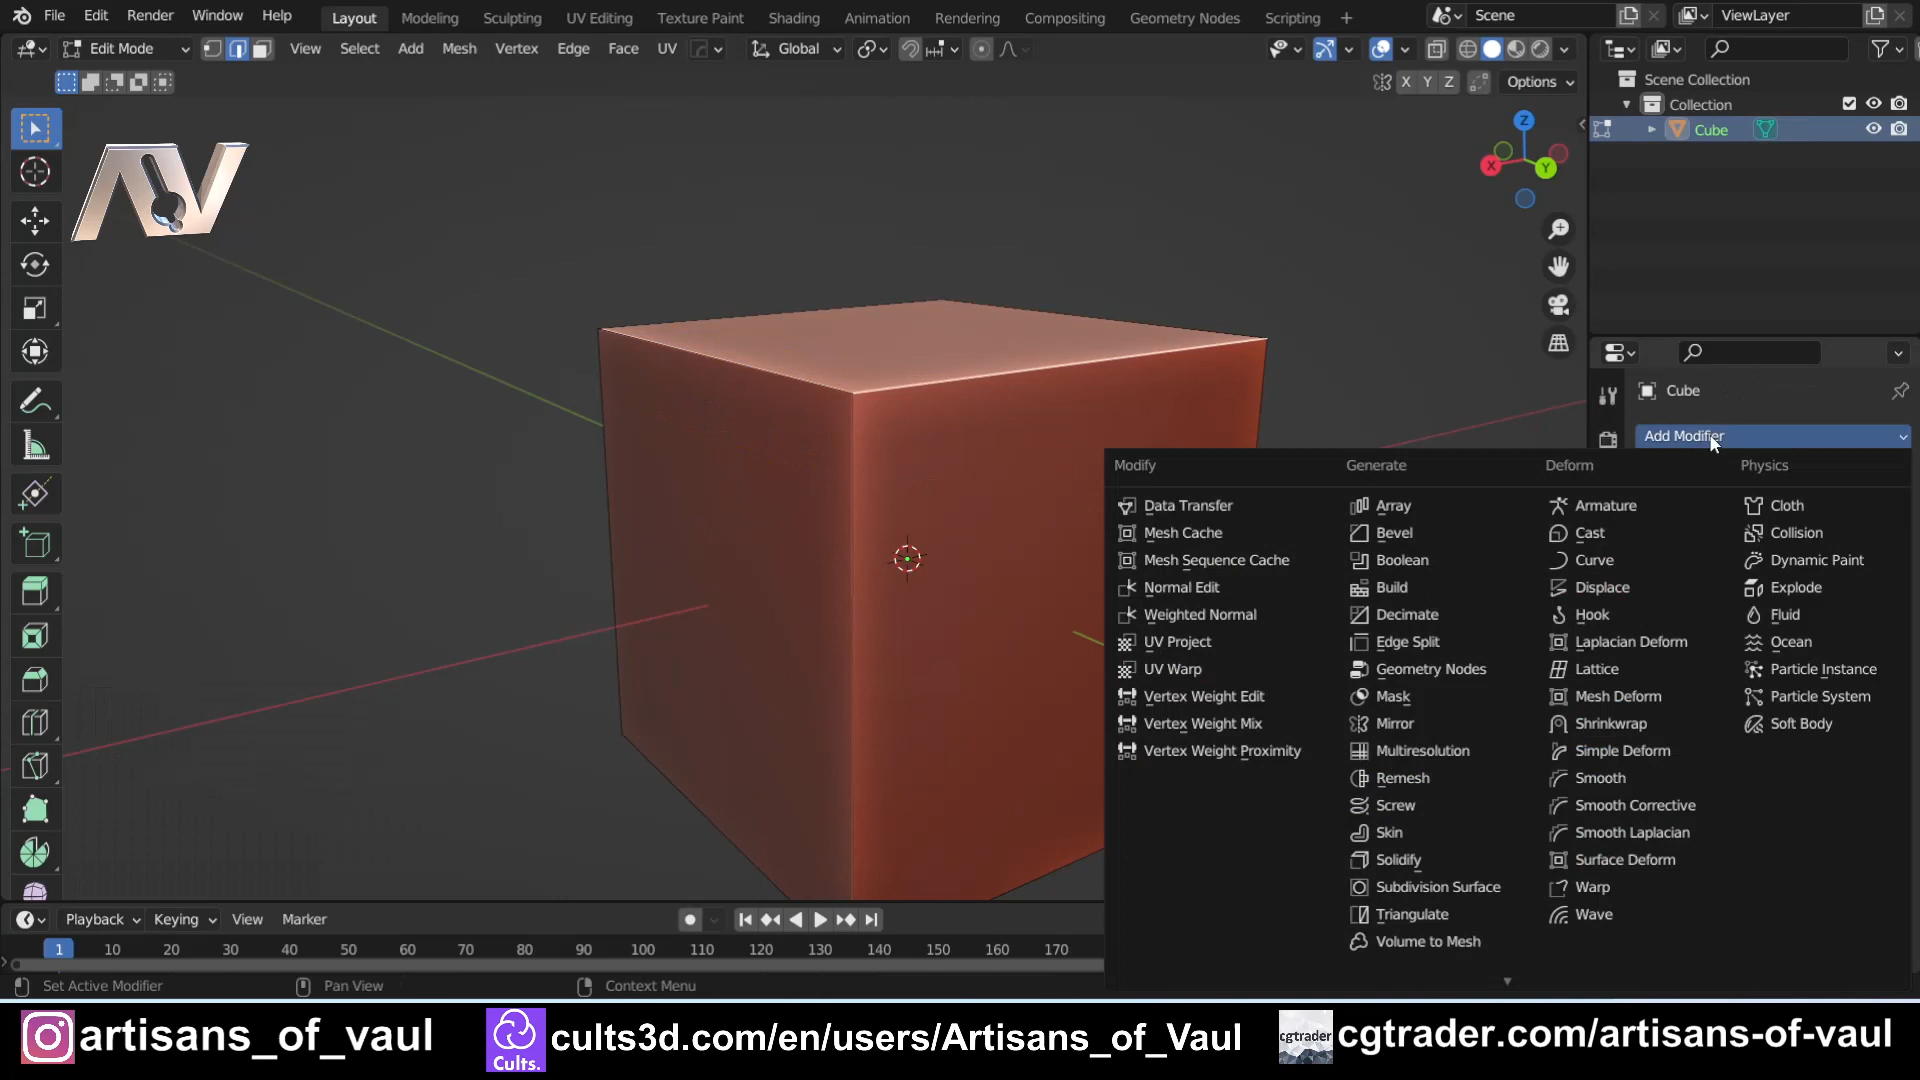 File Edit Render Window Help Layout Modeling Sculpting UV Editing Texture Paint Shading Animation Rendering Compositing Geometry Nodes Scripting Scene ViewLayer
Edit Mode View Select Add Mesh Vertex Edge Face UV Global
X Y Z Options
Scene Collection
Collection
Cube
Z
X
Y
AV
Cube
Add Modifier
Modify Generate Deform Physics
Data Transfer Array Armature Cloth
Mesh Cache Bevel Cast Collision
Mesh Sequence Cache Boolean Curve Dynamic Paint
Normal Edit Build Displace Explode
Weighted Normal Decimate Hook Fluid
UV Project Edge Split Laplacian Deform Ocean
UV Warp Geometry Nodes Lattice Particle Instance
Vertex Weight Edit Mask Mesh Deform Particle System
Vertex Weight Mix Mirror Shrinkwrap Soft Body
Vertex Weight Proximity Multiresolution Simple Deform
Remesh Smooth
Screw Smooth Corrective
Skin Smooth Laplacian
Solidify Surface Deform
Subdivision Surface Warp
Triangulate Wave
Volume to Mesh
Playback Keying View Marker
1 10 20 30 40 50 60 70 80 90 100 110 120 130 140 150 160 170
Set Active Modifier Pan View Context Menu
artisans_of_vaul Cults. cults3d.com/en/users/Artisans_of_Vaul cgtrader cgtrader.com/artisans-of-vaul